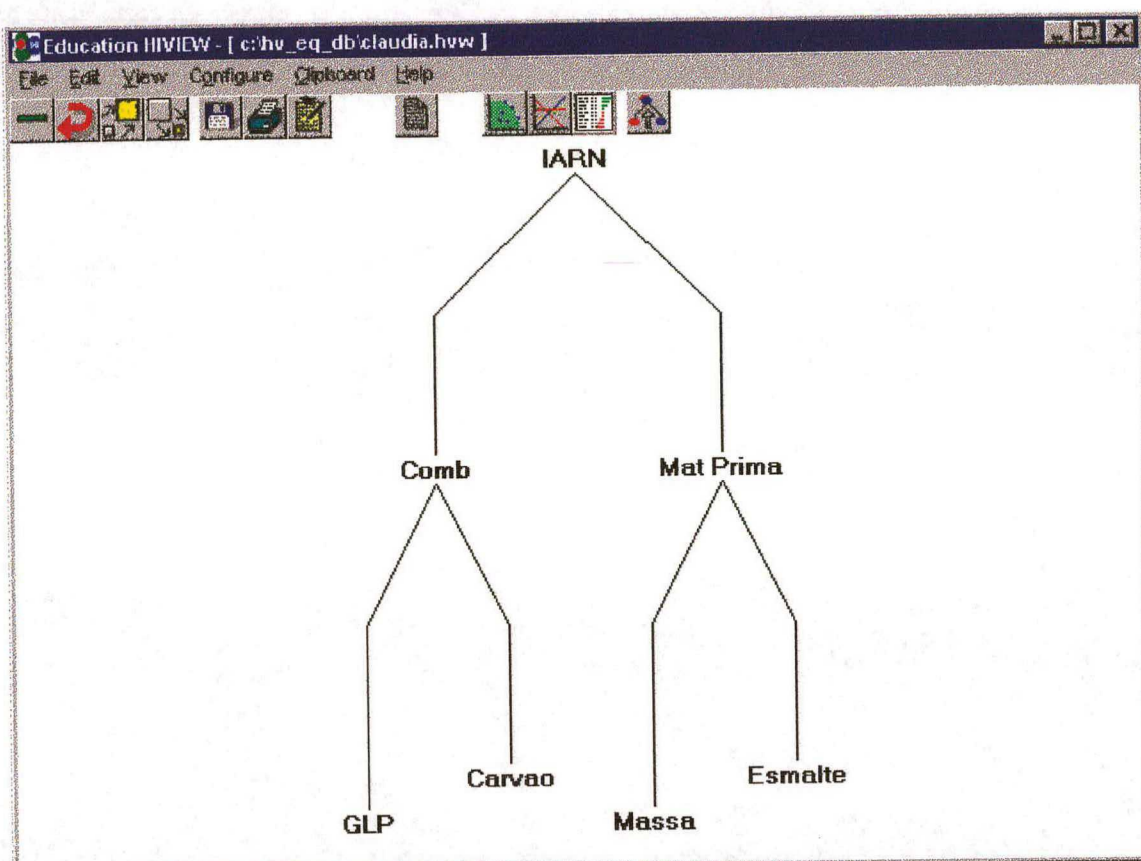 Education HIVIEW - [ c:\hv_eq_db\claudia.hvw ]
File Edit View Configure Clipboard Help
IARN
Comb Mat Prima
Carvao Esmalte
GLP Massa